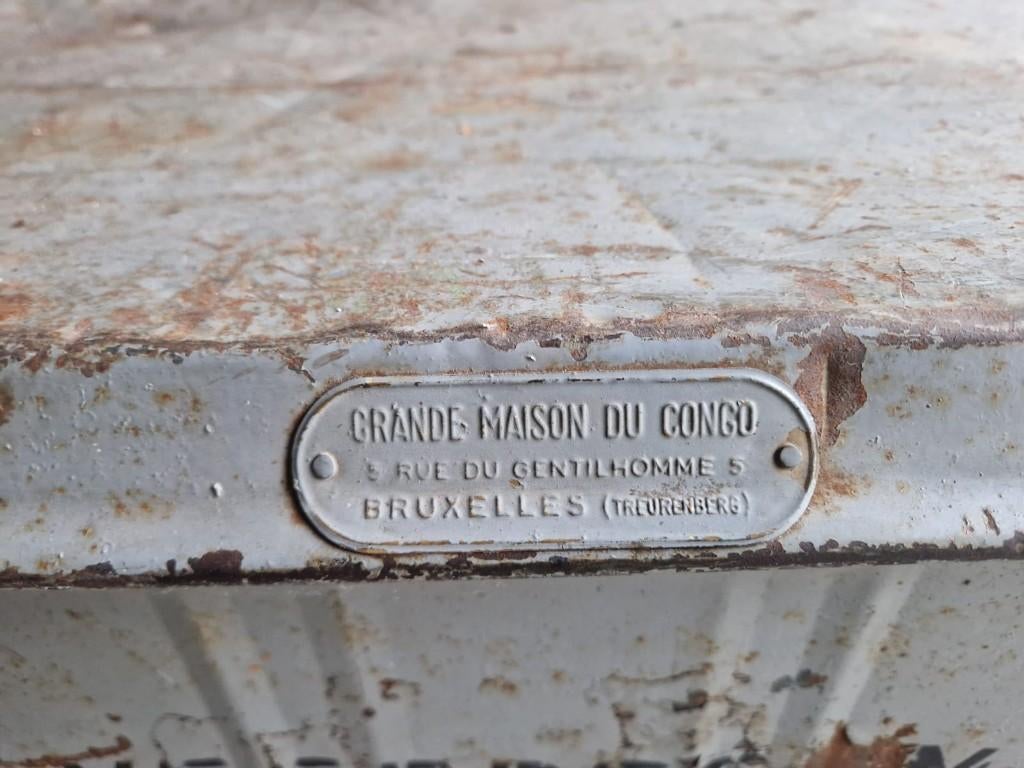 GRANDE MAISON DU CONGO
5 RUE DU GENTILHOMME 5
BRUXELLES (TREURENBERG)